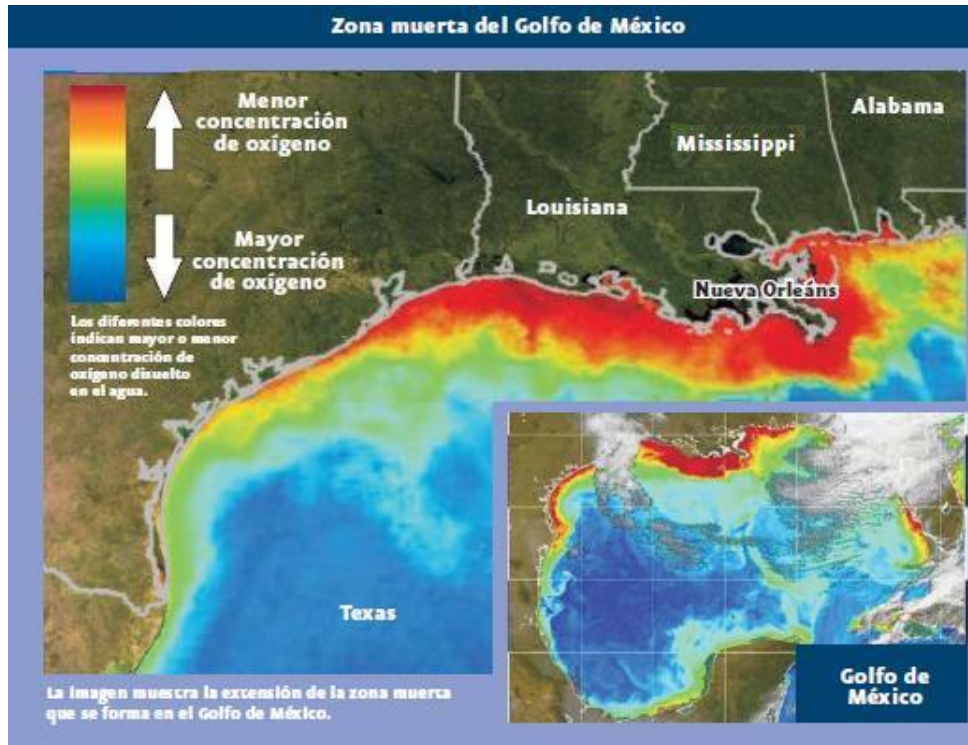 Zona muerta del Golfo de México
Menor
concentración
de oxígeno
Mayor
concentración
de oxígeno
Los diferentes colores
indican mayor o menor
concentración de
oxígeno disuelto
en el agua.
Alabama
Mississippi
Louisiana
Nueva Orleáns
Texas
La imagen muestra la extensión de la zona muerta
que se forma en el Golfo de México.
Golfo de
México